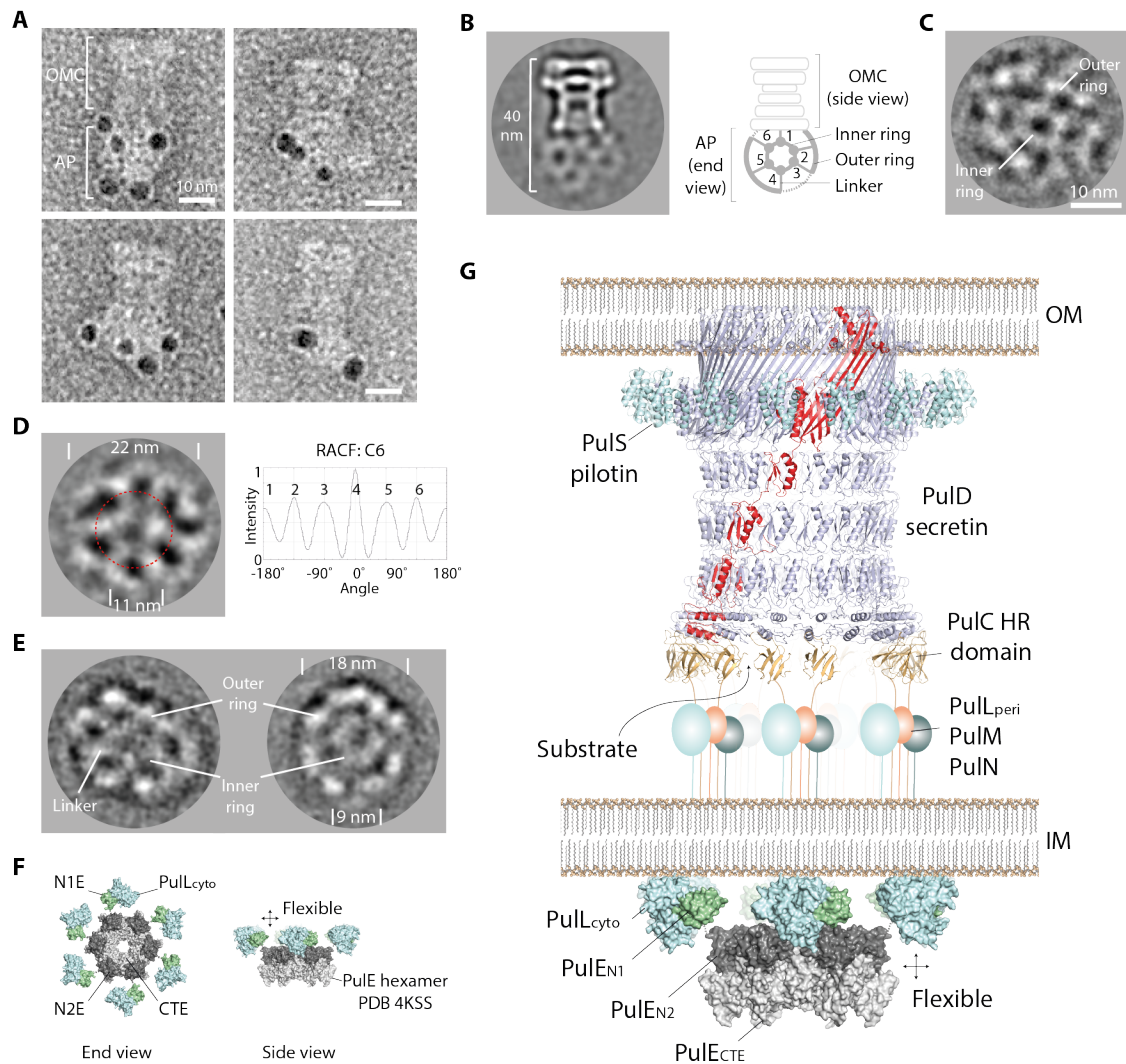 A
OMC
AP
10 nm
B
40
nm
OMC
(side view)
AP
(end
view)
6
1
5
2
4
3
Inner ring
Outer ring
Linker
C
Outer
ring
Inner
ring
10 nm
D
22 nm
11 nm
RACF: C6
Intensity
1
0
1 2 3 4 5 6
-180° -90° 0° 90° 180°
Angle
E
18 nm
Outer
ring
Linker
Inner
ring
9 nm
F
N1E
PulLcyto
N2E
CTE
End view
Flexible
PulE hexamer
PDB 4KSS
Side view
G
OM
PulS
pilotin
PulD
secretin
PulC HR
domain
Substrate
PulLperi
PulM
PulN
IM
PulLcyto
PulEN1
PulEN2
PulECTE
Flexible